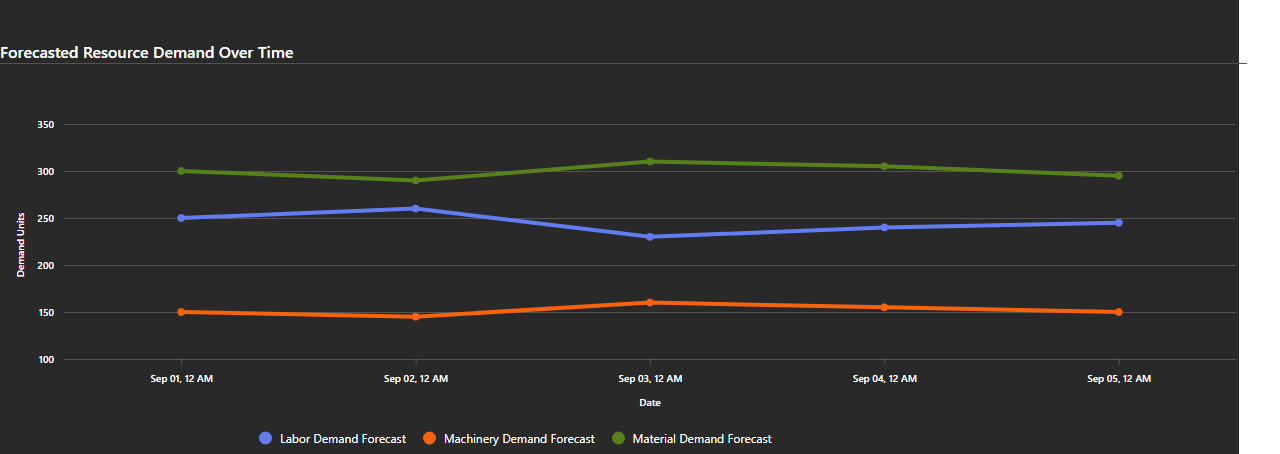 Forecasted Resource Demand Over Time
350
300
250
200
150
100
Demand Units
Sep 01, 12 AM
Sep 02, 12 AM
Sep 03, 12 AM
Sep 04, 12 AM
Sep 05, 12 AM
Date
Labor Demand Forecast
Machinery Demand Forecast
Material Demand Forecast